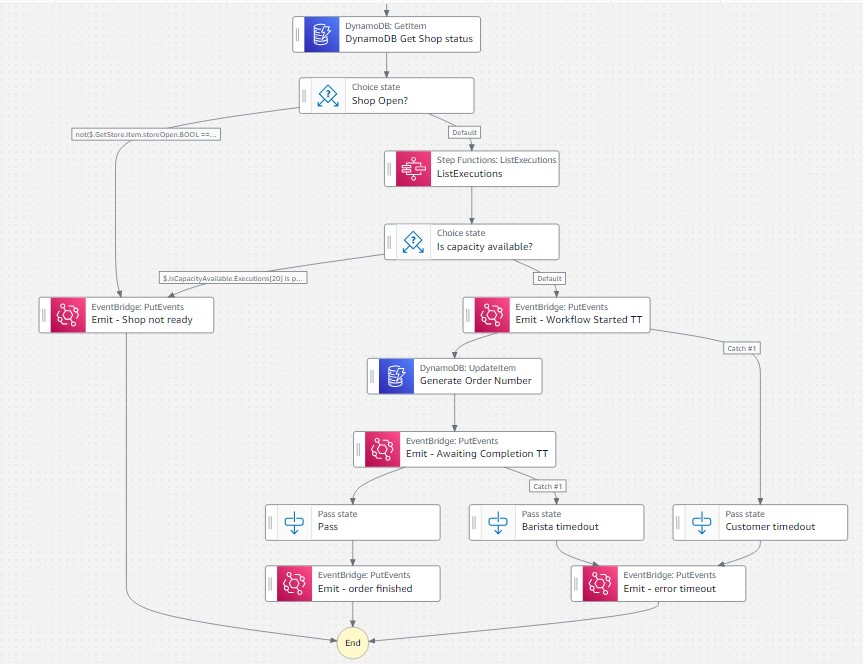 DynamoDB: GetItem
DynamoDB Get Shop status
Choice state
Shop Open?
not($.GetStore.Item.storeOpen.BOOL ==...
Default
Step Functions: ListExecutions
ListExecutions
Choice state
Is capacity available?
$.isCapacityAvailable.Executions[20] is p...
Default
EventBridge: PutEvents
Emit - Shop not ready
EventBridge: PutEvents
Emit - Workflow Started TT
Catch #1
DynamoDB: UpdateItem
Generate Order Number
EventBridge: PutEvents
Emit - Awaiting Completion TT
Catch #1
Pass state
Pass
Pass state
Barista timedout
Pass state
Customer timedout
EventBridge: PutEvents
Emit - order finished
EventBridge: PutEvents
Emit - error timeout
End